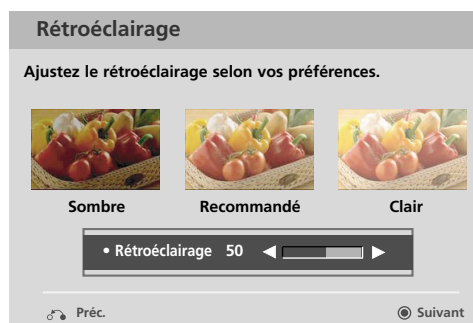 Rétroéclairage
Ajustez le rétroéclairage selon vos préférences.
Sombre Recommandé Clair
• Rétroéclairage 50
Préc. Suivant